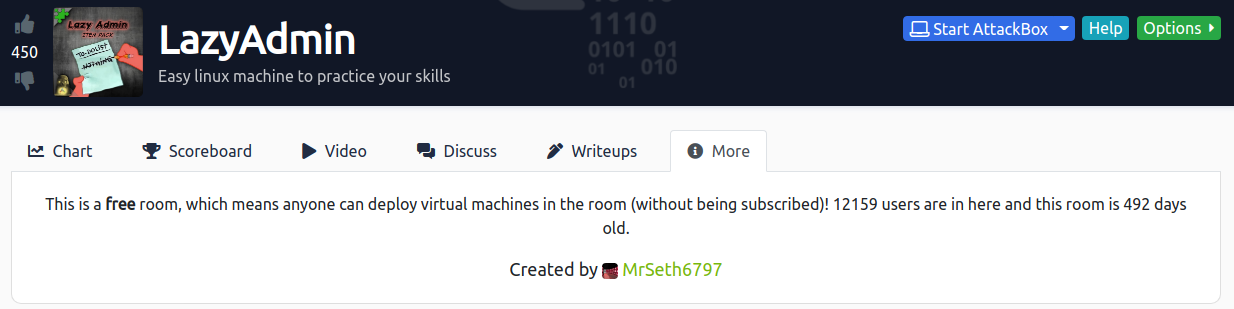 450
Lazy Admin
ITEM PACK
TO-DO LIST
NOTHING
LazyAdmin
Easy linux machine to practice your skills
1110
0101 01
01 010
01
Start AttackBox
Help
Options
Chart
Scoreboard
Video
Discuss
Writeups
More
This is a free room, which means anyone can deploy virtual machines in the room (without being subscribed)! 12159 users are in here and this room is 492 days
old.
Created by MrSeth6797